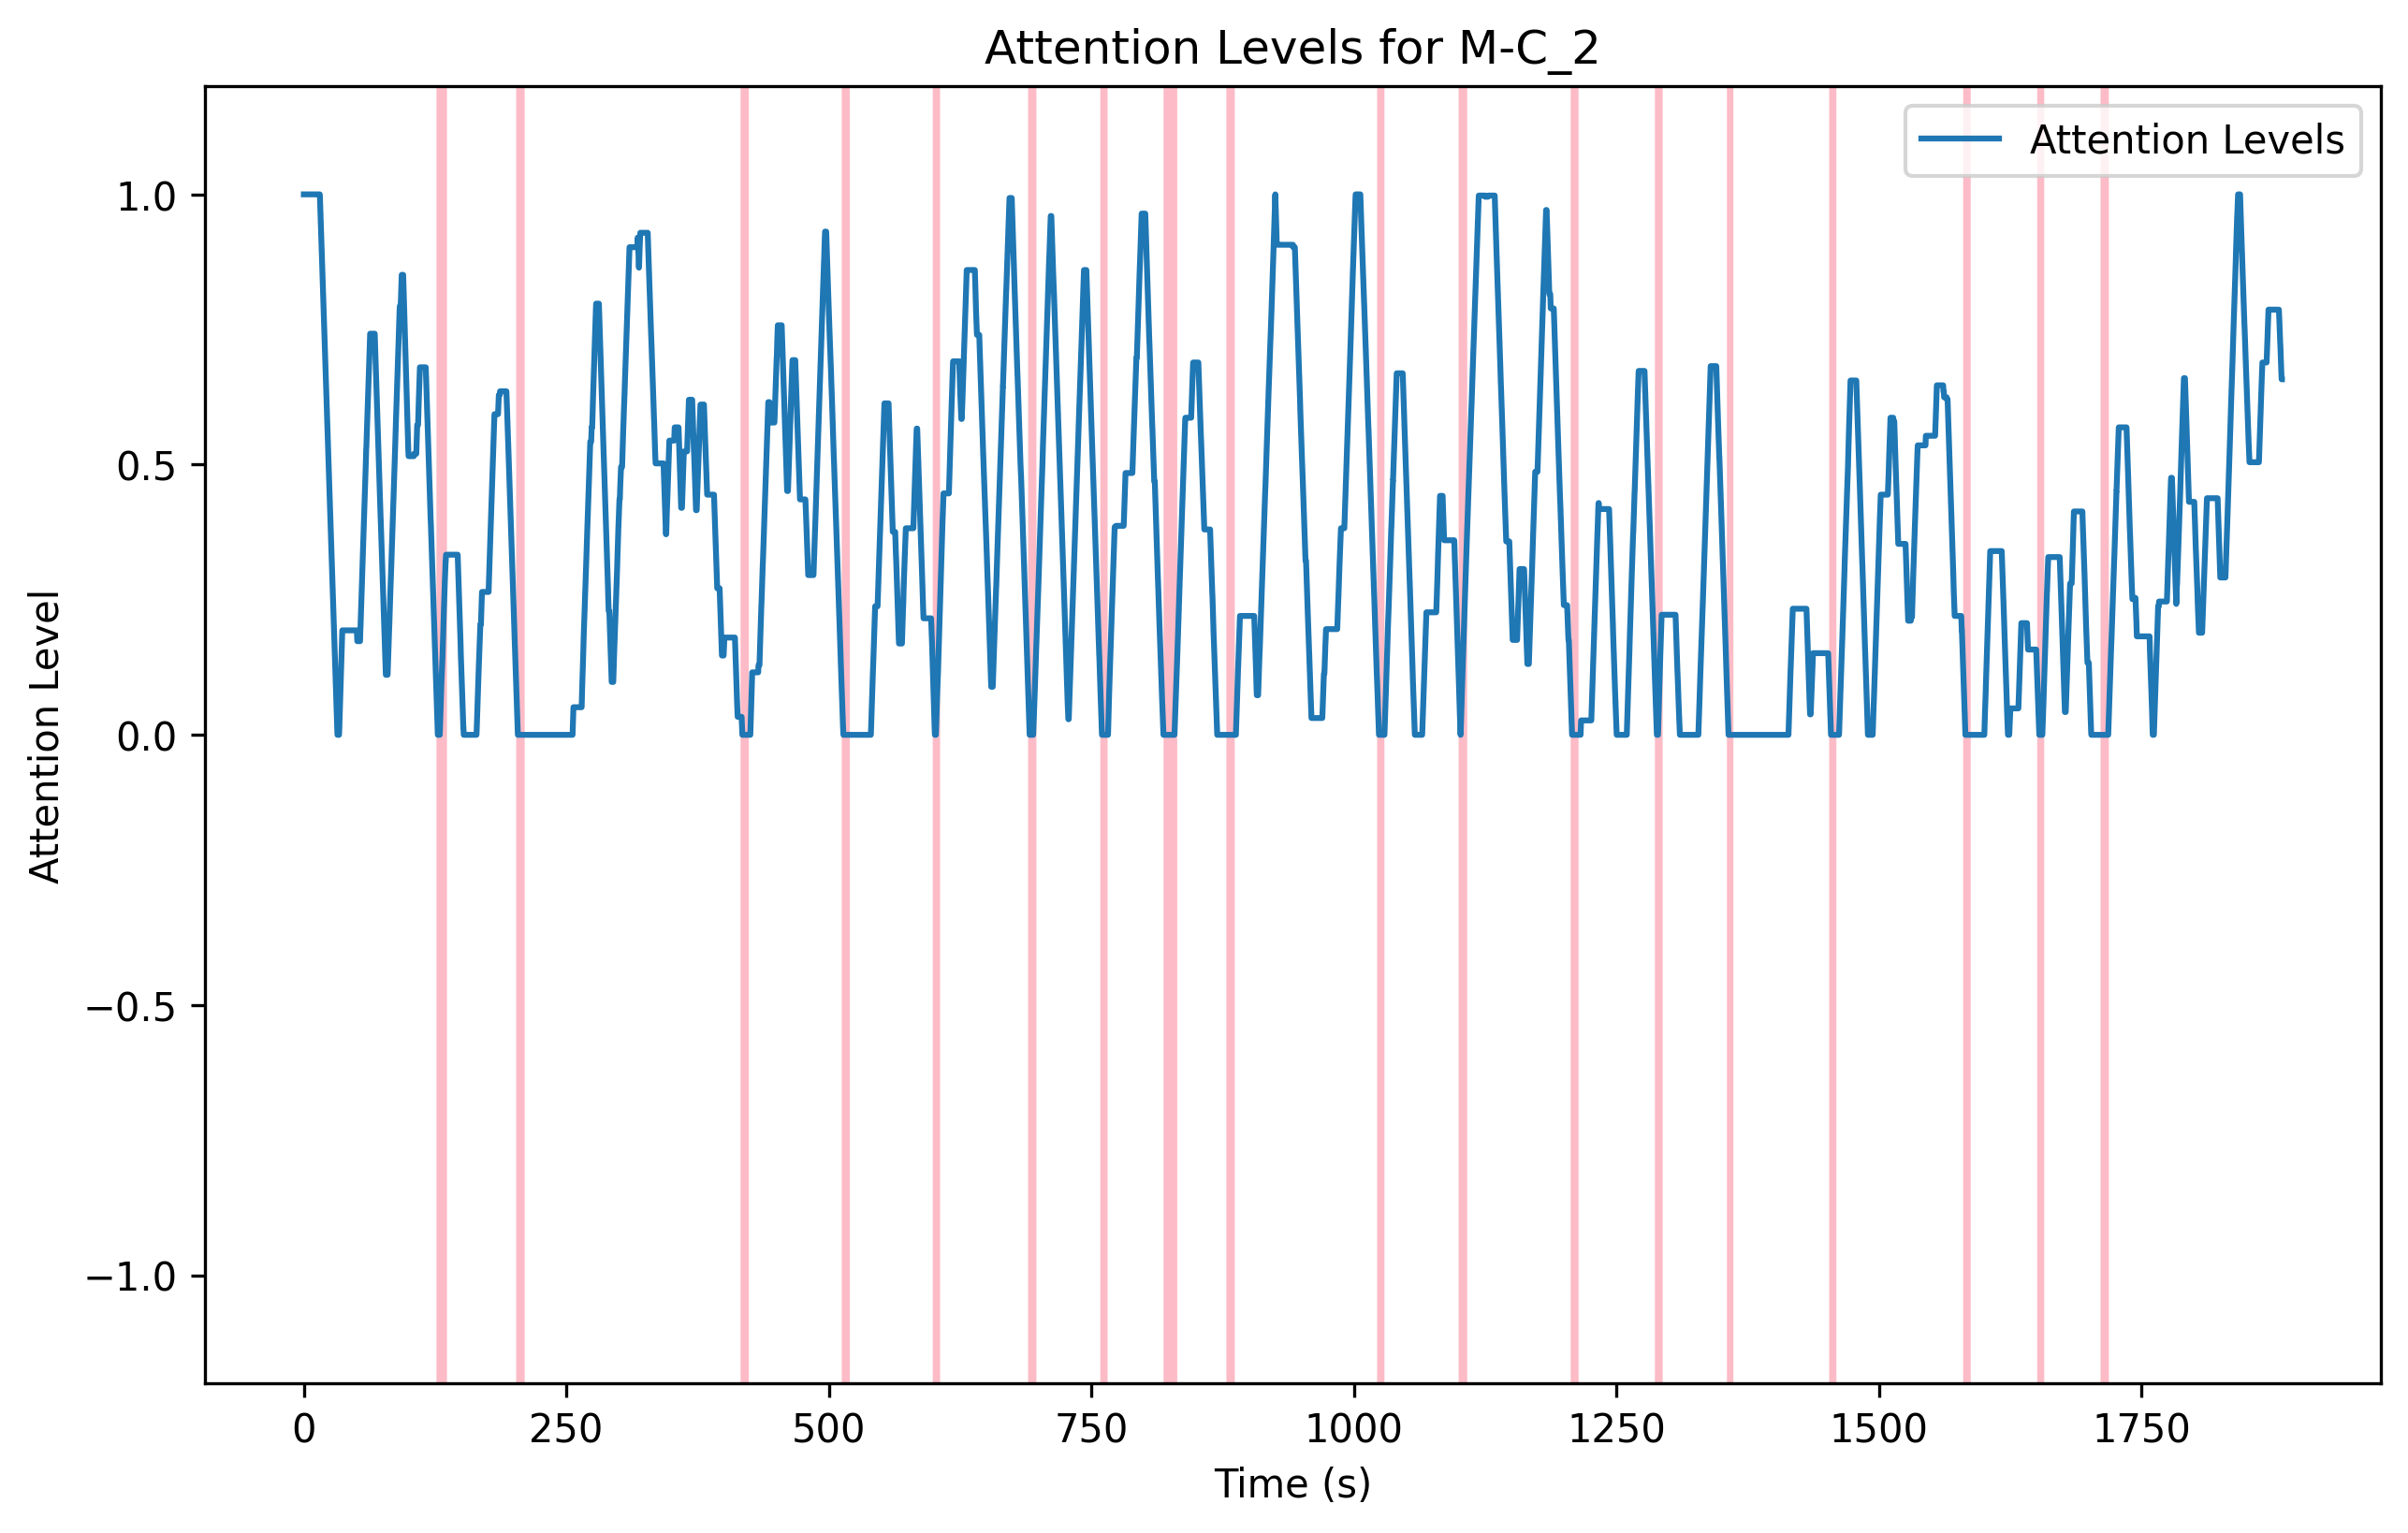 Attention Levels for M-C_2
Attention Levels
1.0
0.5
0.0
−0.5
−1.0
Attention Level
0 250 500 750 1000 1250 1500 1750
Time (s)